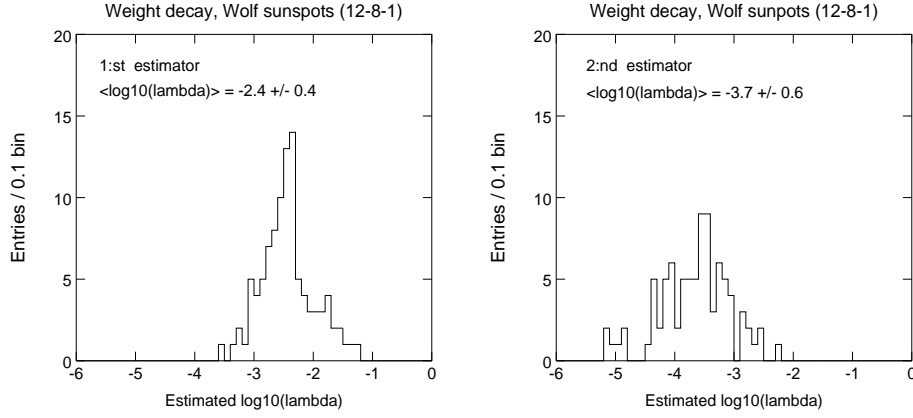 Weight decay, Wolf sunspots (12-8-1)
20
15
10
5
0
Entries / 0.1 bin
1:st estimator
<log10(lambda)> = -2.4 +/- 0.4
-6 -5 -4 -3 -2 -1 0
Estimated log10(lambda)
Weight decay, Wolf sunpots (12-8-1)
20
15
10
5
0
Entries / 0.1 bin
2:nd estimator
<log10(lambda)> = -3.7 +/- 0.6
-6 -5 -4 -3 -2 -1 0
Estimated log10(lambda)